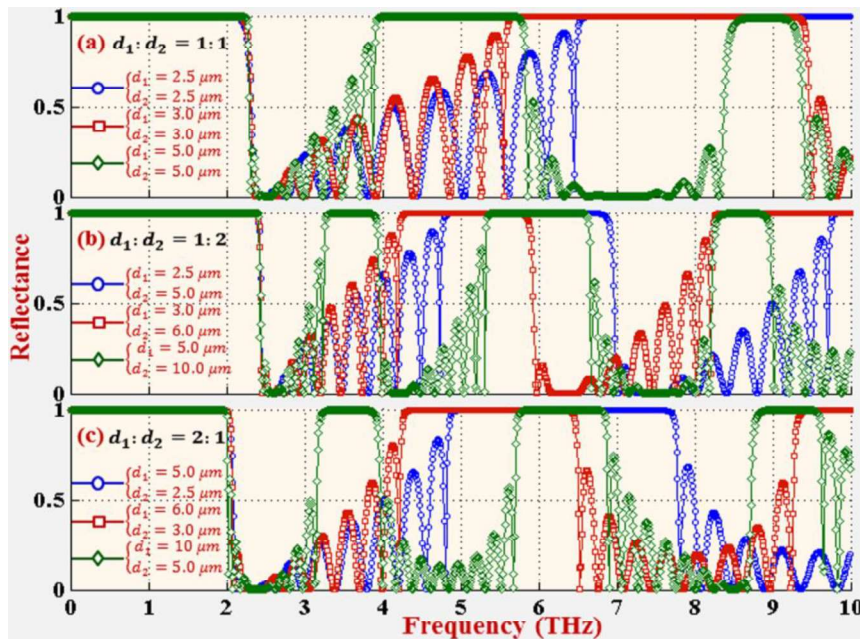 1
(a) d₁: d₂ = 1: 1
d₁ = 2.5 μm
d₂ = 2.5 μm
0.5
d₁ = 3.0 μm
d₂ = 3.0 μm
d₁ = 5.0 μm
d₂ = 5.0 μm
0
1
(b) d₁: d₂ = 1: 2
d₁ = 2.5 μm
d₂ = 5.0 μm
0.5
d₁ = 3.0 μm
d₂ = 6.0 μm
d₁ = 5.0 μm
d₂ = 10.0 μm
0
Reflectance
1
(c) d₁: d₂ = 2: 1
d₁ = 5.0 μm
d₂ = 2.5 μm
0.5
d₁ = 6.0 μm
d₂ = 3.0 μm
d₁ = 10 μm
d₂ = 5.0 μm
0
0 1 2 3 4 5 6 7 8 9 10
Frequency (THz)